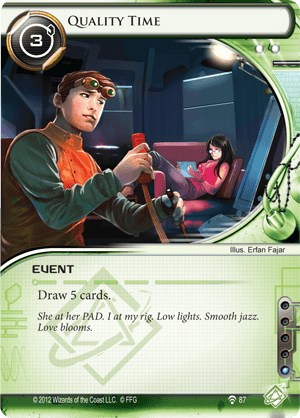 QUALITY TIME
3
Illus. Erfan Fajar
EVENT
Draw 5 cards.
She at her PAD. I at my rig. Low lights. Smooth jazz.
Love blooms.
© 2012 Wizards of the Coast LLC. © FFG
87